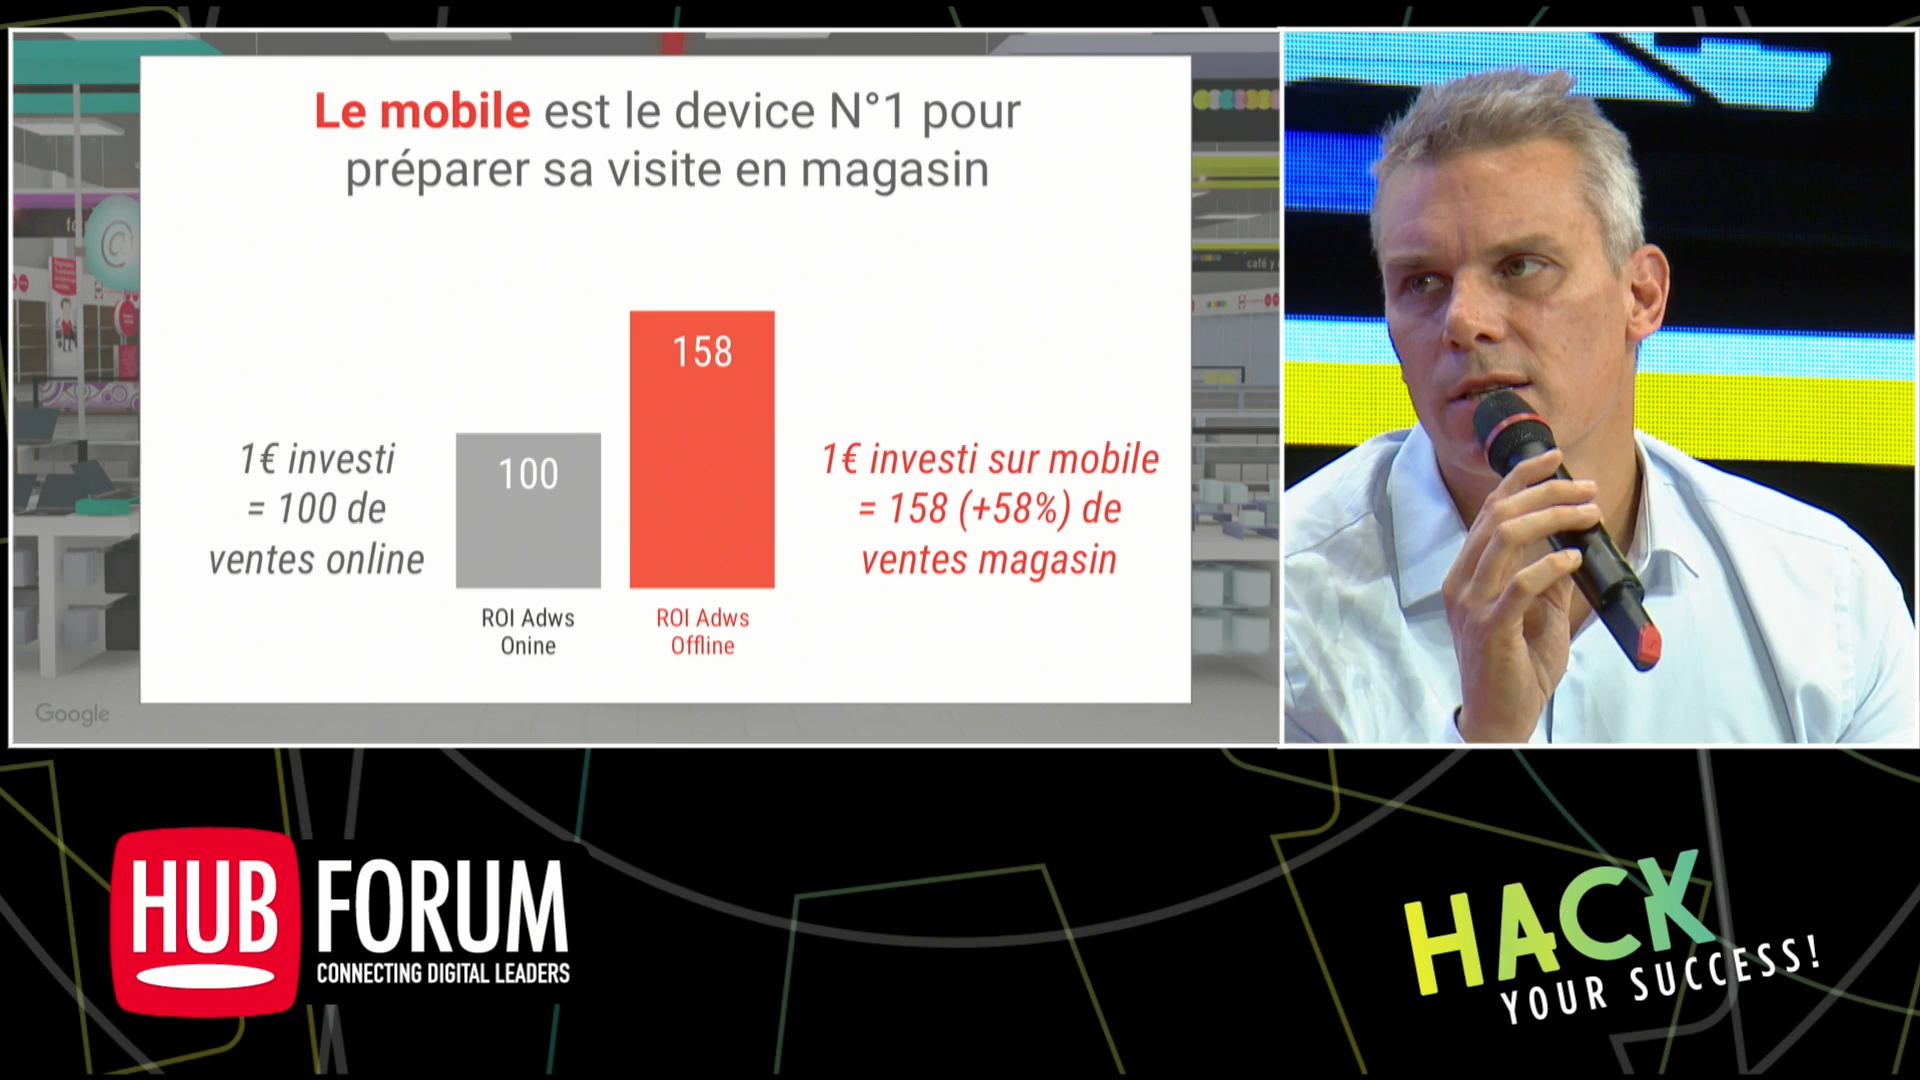 Le mobile est le device N°1 pour
préparer sa visite en magasin
158
100
1€ investi
= 100 de
ventes online
1€ investi sur mobile
= 158 (+58%) de
ventes magasin
ROI Adws
Onine
ROI Adws
Offline
café y
Google
HUB FORUM
CONNECTING DIGITAL LEADERS
HACK
YOUR SUCCESS!